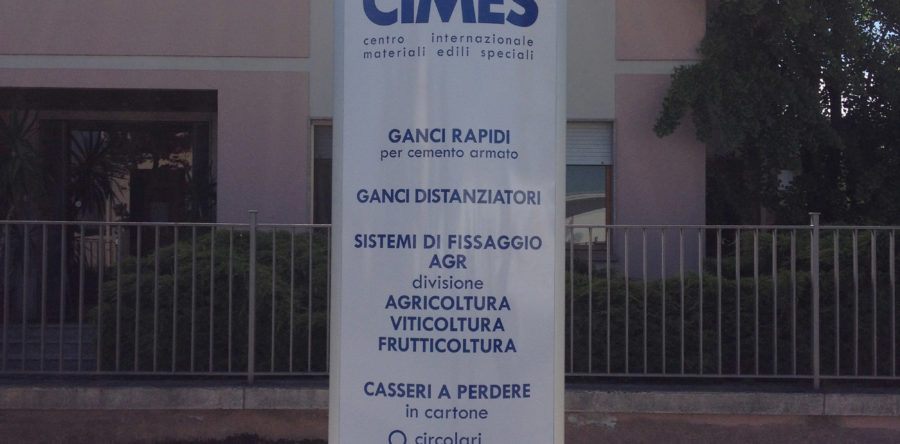 CIMES
centro internazionale
materiali edili speciali
GANCI RAPIDI
per cemento armato
GANCI DISTANZIATORI
SISTEMI DI FISSAGGIO
AGR
divisione
AGRICOLTURA
VITICOLTURA
FRUTTICOLTURA
CASSERI A PERDERE
in cartone
circolari